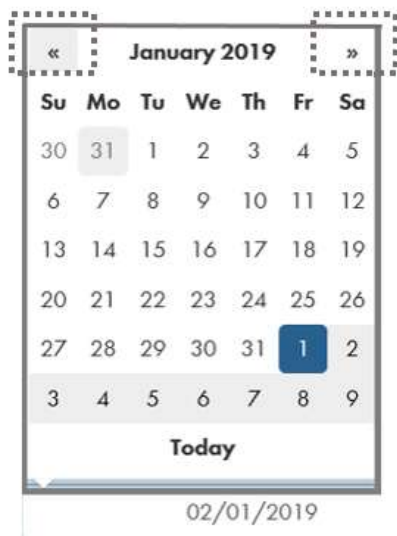 « January 2019 »
Su Mo Tu We Th Fr Sa
30 31 1 2 3 4 5
6 7 8 9 10 11 12
13 14 15 16 17 18 19
20 21 22 23 24 25 26
27 28 29 30 31 1 2
3 4 5 6 7 8 9
Today
02/01/2019